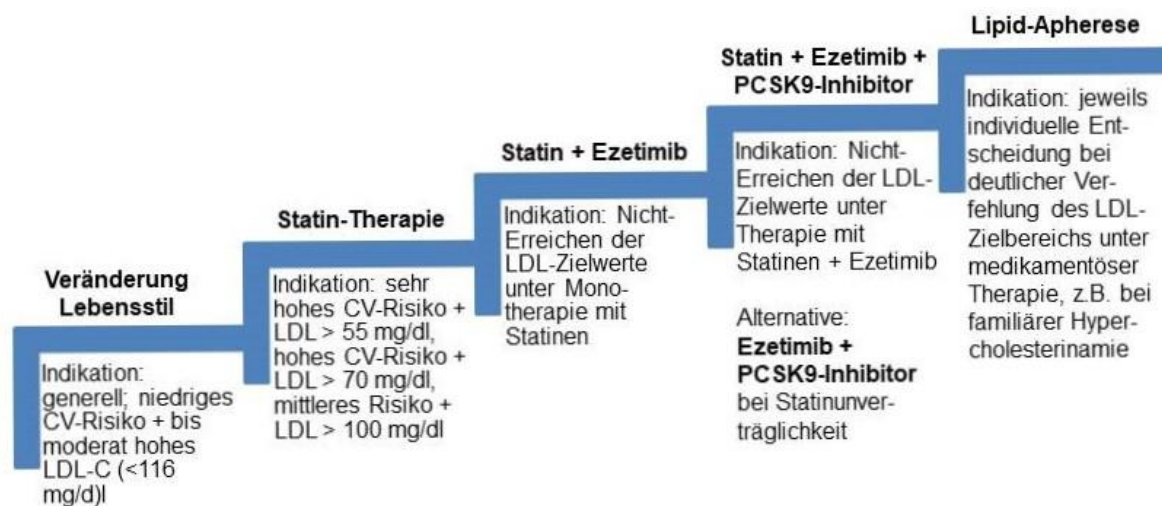 Veränderung
Lebensstil
Indikation:
generell; niedriges
CV-Risiko + bis
moderat hohes
LDL-C (<116
mg/d)l
Statin-Therapie
Indikation: sehr
hohes CV-Risiko +
LDL > 55 mg/dl,
hohes CV-Risiko +
LDL > 70 mg/dl,
mittleres Risiko +
LDL > 100 mg/dl
Statin + Ezetimib
Indikation: Nicht-
Erreichen der
LDL-Zielwerte
unter Mono-
therapie mit
Statinen
Statin + Ezetimib +
PCSK9-Inhibitor
Indikation: Nicht-
Erreichen der LDL-
Zielwerte unter
Therapie mit
Statinen + Ezetimib
Alternative:
Ezetimib +
PCSK9-Inhibitor
bei Statinunver-
träglichkeit
Lipid-Apherese
Indikation: jeweils
individuelle Ent-
scheidung bei
deutlicher Ver-
fehlung des LDL-
Zielbereichs unter
medikamentöser
Therapie, z.B. bei
familiärer Hyper-
cholesterinamie